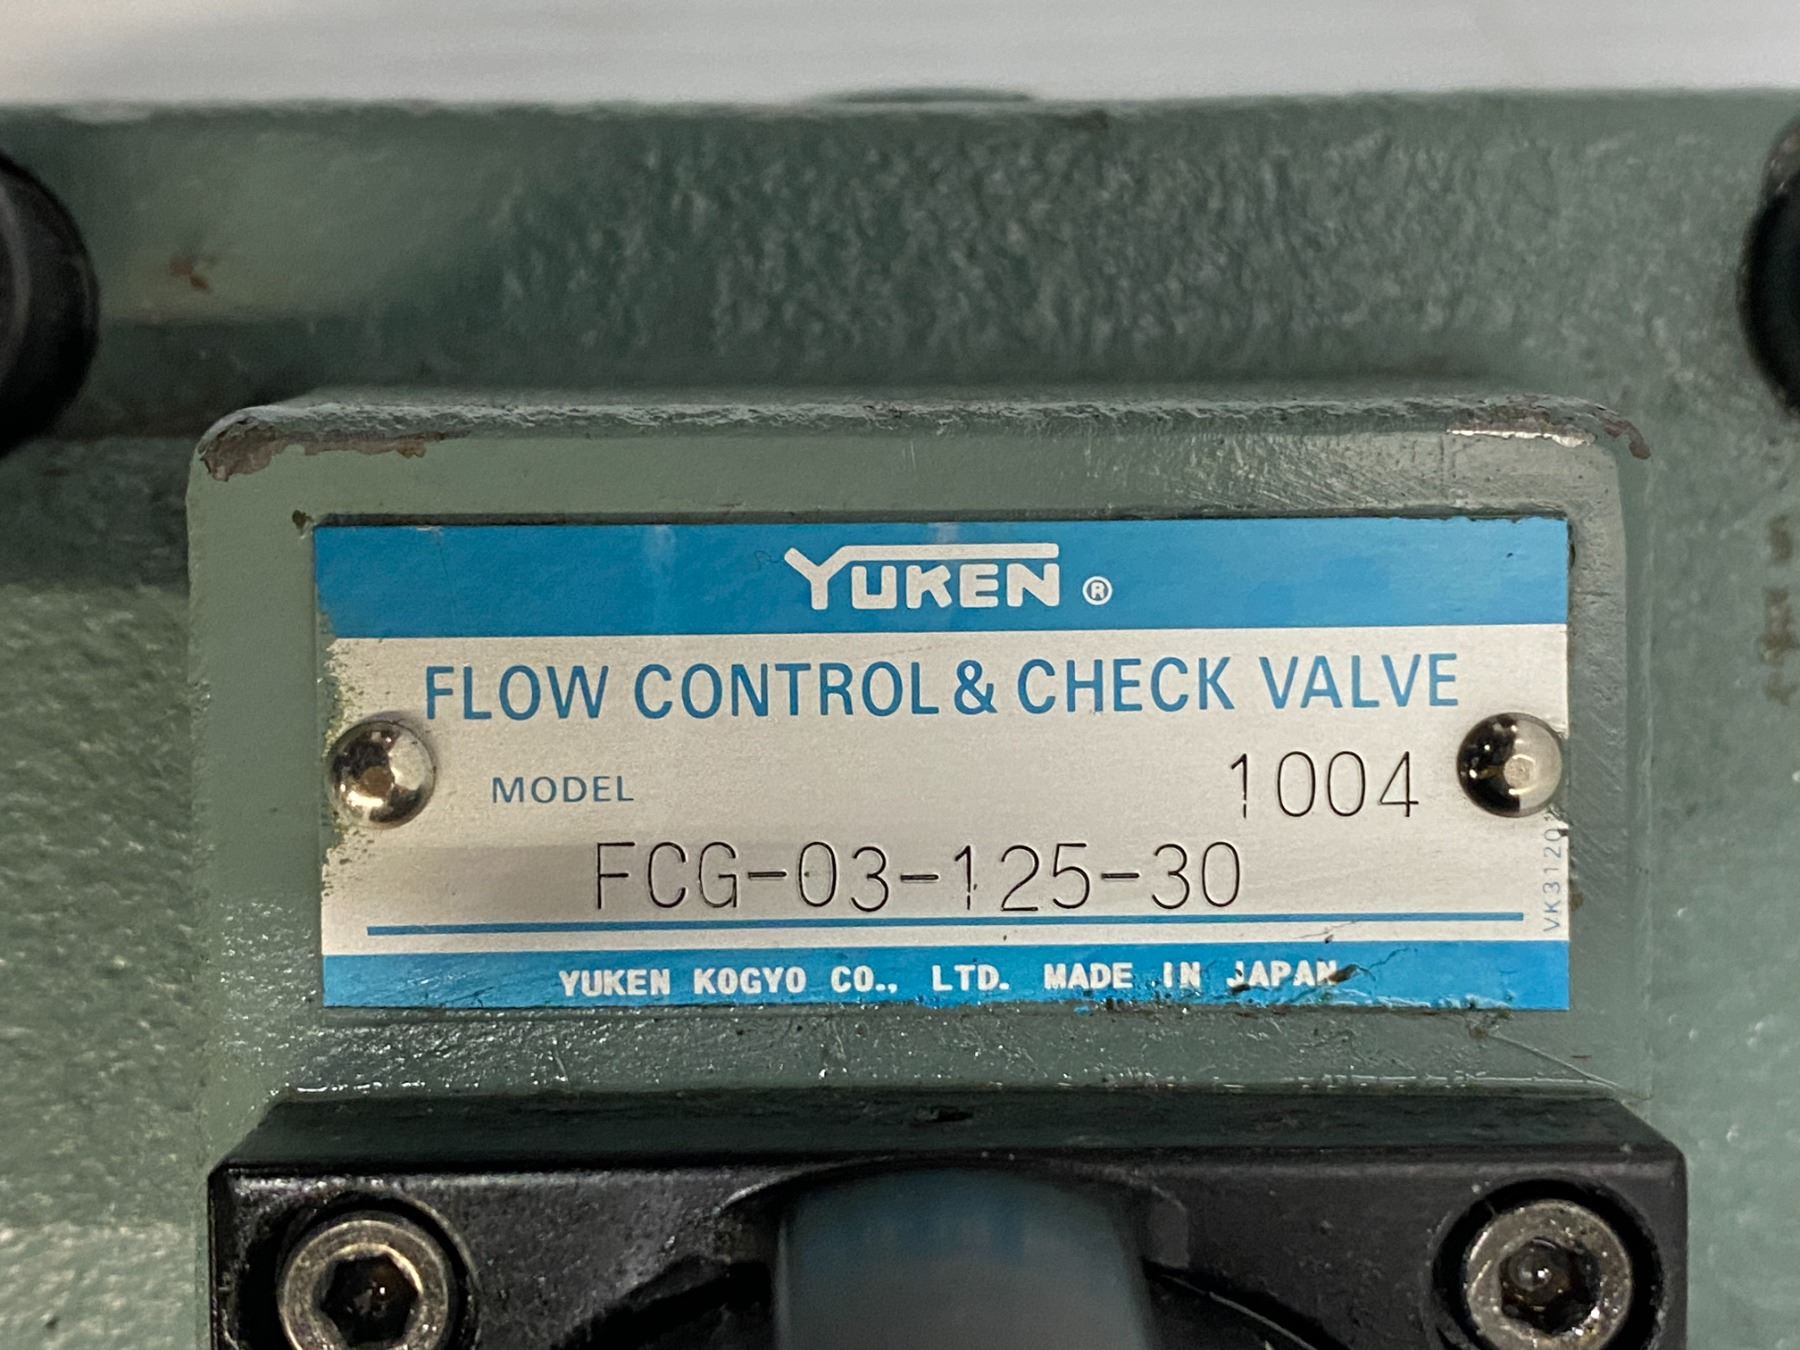 YUKEN ®
FLOW CONTROL & CHECK VALVE
MODEL 1004
FCG-03-125-30
YUKEN KOGYO CO., LTD. MADE IN JAPAN